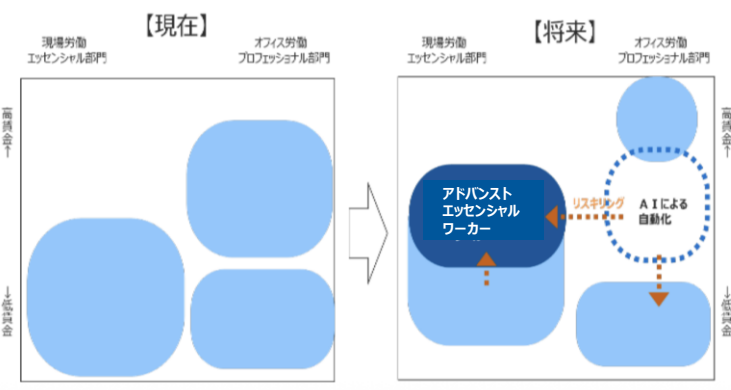 【現在】
現場労働
エッセンシャル部門
オフィス労働
プロフェッショナル部門
高賃金→
→低賃金
【将来】
現場労働
エッセンシャル部門
オフィス労働
プロフェッショナル部門
アドバンスト
エッセンシャル
ワーカー
リスキリング
AIによる
自動化
高賃金→
→低賃金